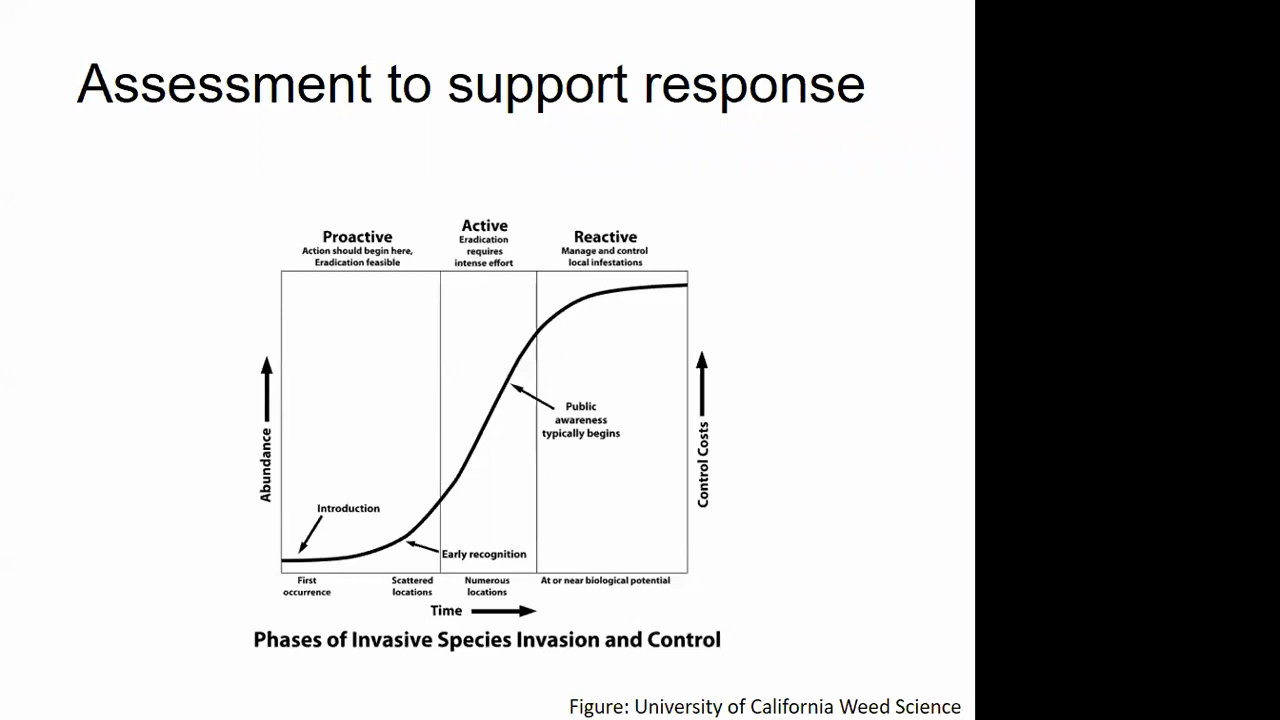 Assessment to support response
Proactive
Action should begin here,
Eradication feasible
Active
Eradication
requires
intense effort
Reactive
Manage and control
local infestations
Abundance
Control Costs
Public
awareness
typically begins
Introduction
Early recognition
First
occurrence
Scattered
locations
Numerous
locations
At or near biological potential
Time
Phases of Invasive Species Invasion and Control
Figure: University of California Weed Science